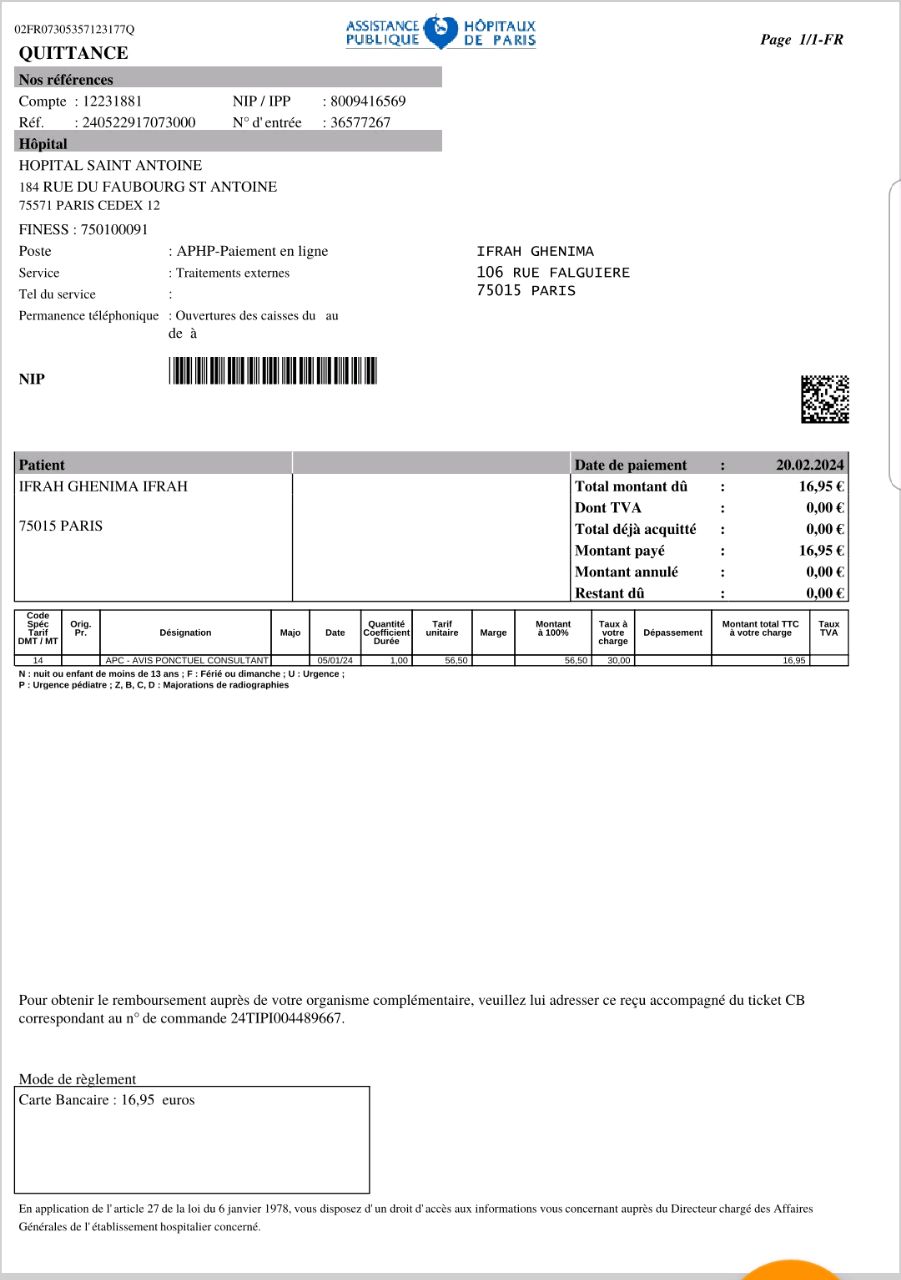 02FR07305357123177Q
ASSISTANCE PUBLIQUE HÔPITAUX DE PARIS
Page 1/1-FR
QUITTANCE
Nos références
Compte : 12231881 NIP / IPP : 8009416569
Réf. : 240522917073000 N° d'entrée : 36577267
Hôpital
HOPITAL SAINT ANTOINE
184 RUE DU FAUBOURG ST ANTOINE
75571 PARIS CEDEX 12
FINESS : 750100091
Poste : APHP-Paiement en ligne
Service : Traitements externes
Tel du service :
Permanence téléphonique : Ouvertures des caisses du au
de à
IFRAH GHENIMA
106 RUE FALGUIERE
75015 PARIS
NIP
Patient
IFRAH GHENIMA IFRAH
75015 PARIS
Date de paiement : 20.02.2024
Total montant dû : 16,95 €
Dont TVA : 0,00 €
Total déjà acquitté : 0,00 €
Montant payé : 16,95 €
Montant annulé : 0,00 €
Restant dû : 0,00 €
Code Spéc Tarif DMT / MT Orig. Pr. Désignation Majo Date Quantité Coefficient Durée Tarif unitaire Marge Montant à 100% Taux à votre charge Dépassement Montant total TTC à votre charge Taux TVA
14 APC - AVIS PONCTUEL CONSULTANT 05/01/24 1,00 56,50 56,50 30,00 16,95
N : nuit ou enfant de moins de 13 ans ; F : Férié ou dimanche ; U : Urgence ;
P : Urgence pédiatre ; Z, B, C, D : Majorations de radiographies
Pour obtenir le remboursement auprès de votre organisme complémentaire, veuillez lui adresser ce reçu accompagné du ticket CB
correspondant au n° de commande 24TIPI004489667.
Mode de règlement
Carte Bancaire : 16,95 euros
En application de l'article 27 de la loi du 6 janvier 1978, vous disposez d'un droit d'accès aux informations vous concernant auprès du Directeur chargé des Affaires
Générales de l'établissement hospitalier concerné.